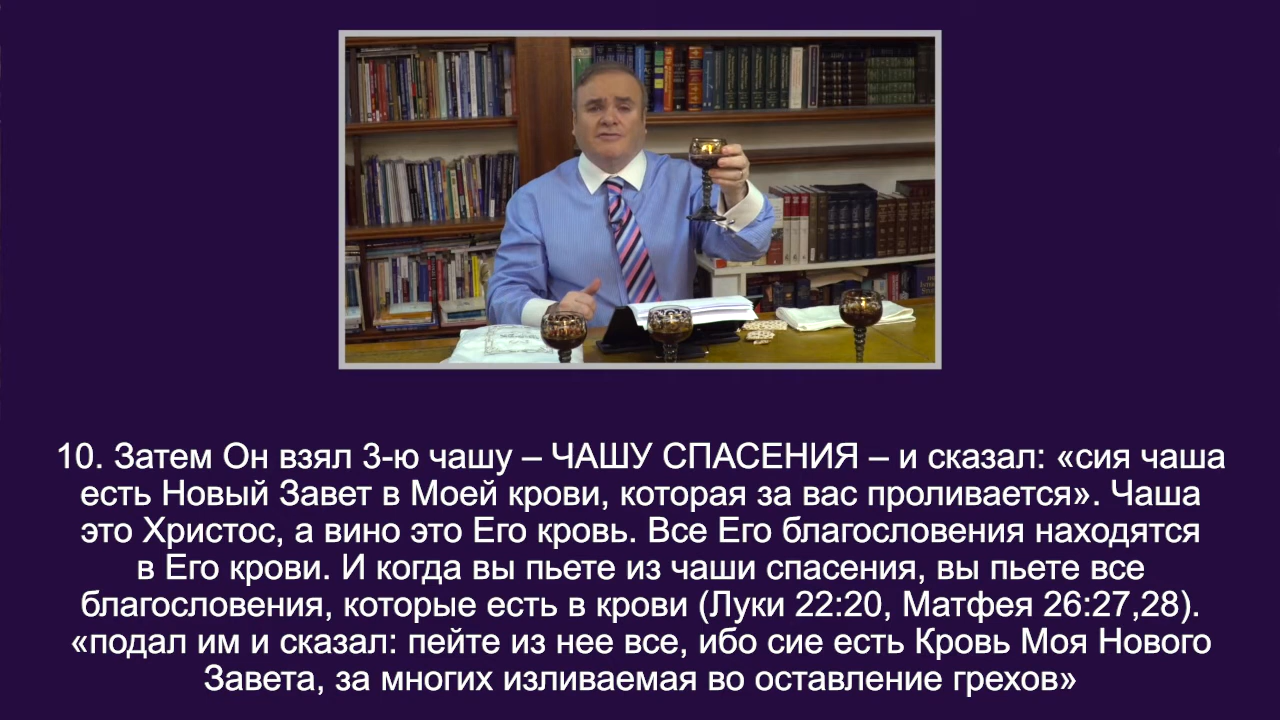 10. Затем Он взял 3-ю чашу – ЧАШУ СПАСЕНИЯ – и сказал: «сия чаша
есть Новый Завет в Моей крови, которая за вас проливается». Чаша
это Христос, а вино это Его кровь. Все Его благословения находятся
в Его крови. И когда вы пьете из чаши спасения, вы пьете все
благословения, которые есть в крови (Луки 22:20, Матфея 26:27,28).
«подал им и сказал: пейте из нее все, ибо сие есть Кровь Моя Нового
Завета, за многих изливаемая во оставление грехов»